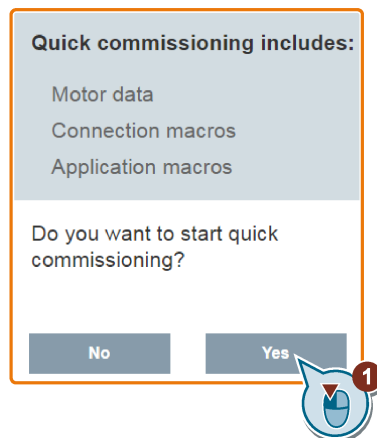 Quick commissioning includes:
Motor data
Connection macros
Application macros
Do you want to start quick
commissioning?
No
Yes
1